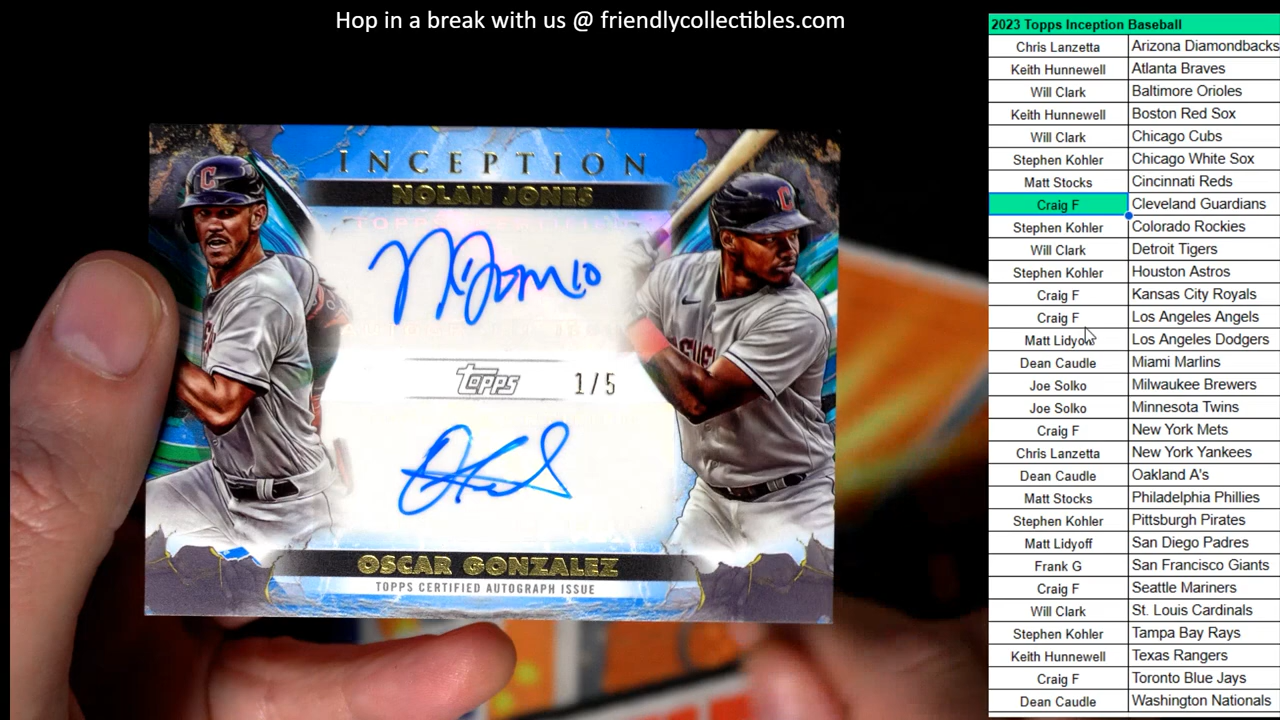 Hop in a break with us @ friendlycollectibles.com
INCEPTION
NOLAN JONES
10
Topps 1/5
OSCAR GONZALEZ
TOPPS CERTIFIED AUTOGRAPH ISSUE
2023 Topps Inception Baseball
Chris Lanzetta Arizona Diamondbacks
Keith Hunnewell Atlanta Braves
Will Clark Baltimore Orioles
Keith Hunnewell Boston Red Sox
Will Clark Chicago Cubs
Stephen Kohler Chicago White Sox
Matt Stocks Cincinnati Reds
Craig F Cleveland Guardians
Stephen Kohler Colorado Rockies
Will Clark Detroit Tigers
Stephen Kohler Houston Astros
Craig F Kansas City Royals
Craig F Los Angeles Angels
Matt Lidyoff Los Angeles Dodgers
Dean Caudle Miami Marlins
Joe Solko Milwaukee Brewers
Joe Solko Minnesota Twins
Craig F New York Mets
Chris Lanzetta New York Yankees
Dean Caudle Oakland A's
Matt Stocks Philadelphia Phillies
Stephen Kohler Pittsburgh Pirates
Matt Lidyoff San Diego Padres
Frank G San Francisco Giants
Craig F Seattle Mariners
Will Clark St. Louis Cardinals
Stephen Kohler Tampa Bay Rays
Keith Hunnewell Texas Rangers
Craig F Toronto Blue Jays
Dean Caudle Washington Nationals